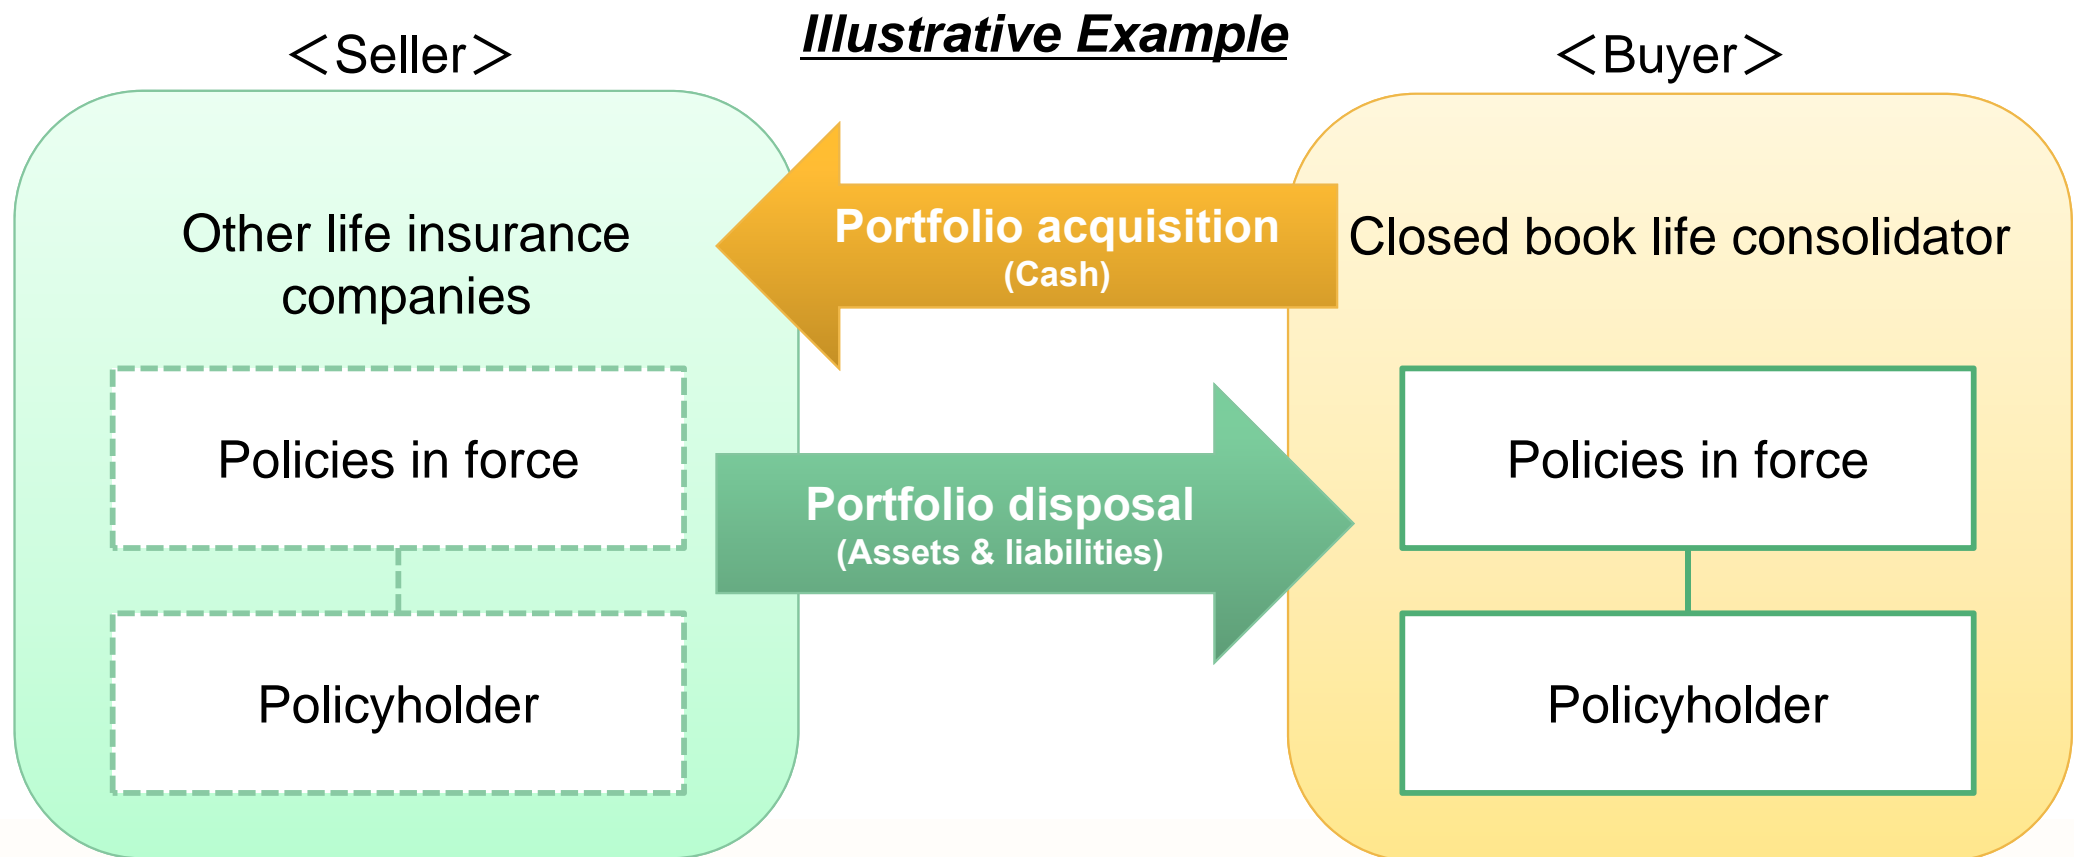 Illustrative Example
＜Seller＞
＜Buyer＞
Other life insurance
companies
Portfolio acquisition
(Cash)
Closed book life consolidator
Policies in force
Portfolio disposal
(Assets & liabilities)
Policies in force
Policyholder
Policyholder